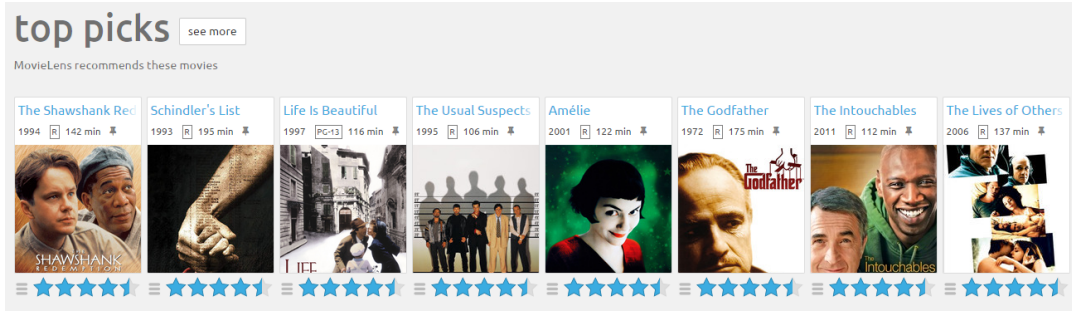 top picks see more
MovieLens recommends these movies
The Shawshank Red
1994 R 142 min
SHAWSHANK
REDEMPTION
Schindler's List
1993 R 195 min
Life Is Beautiful
1997 PG-13 116 min
LIFE
The Usual Suspects
1995 R 106 min
Amélie
2001 R 122 min
The Godfather
1972 R 175 min
The
Godfather
The Intouchables
2011 R 112 min
The
Intouchables
The Lives of Others
2006 R 137 min